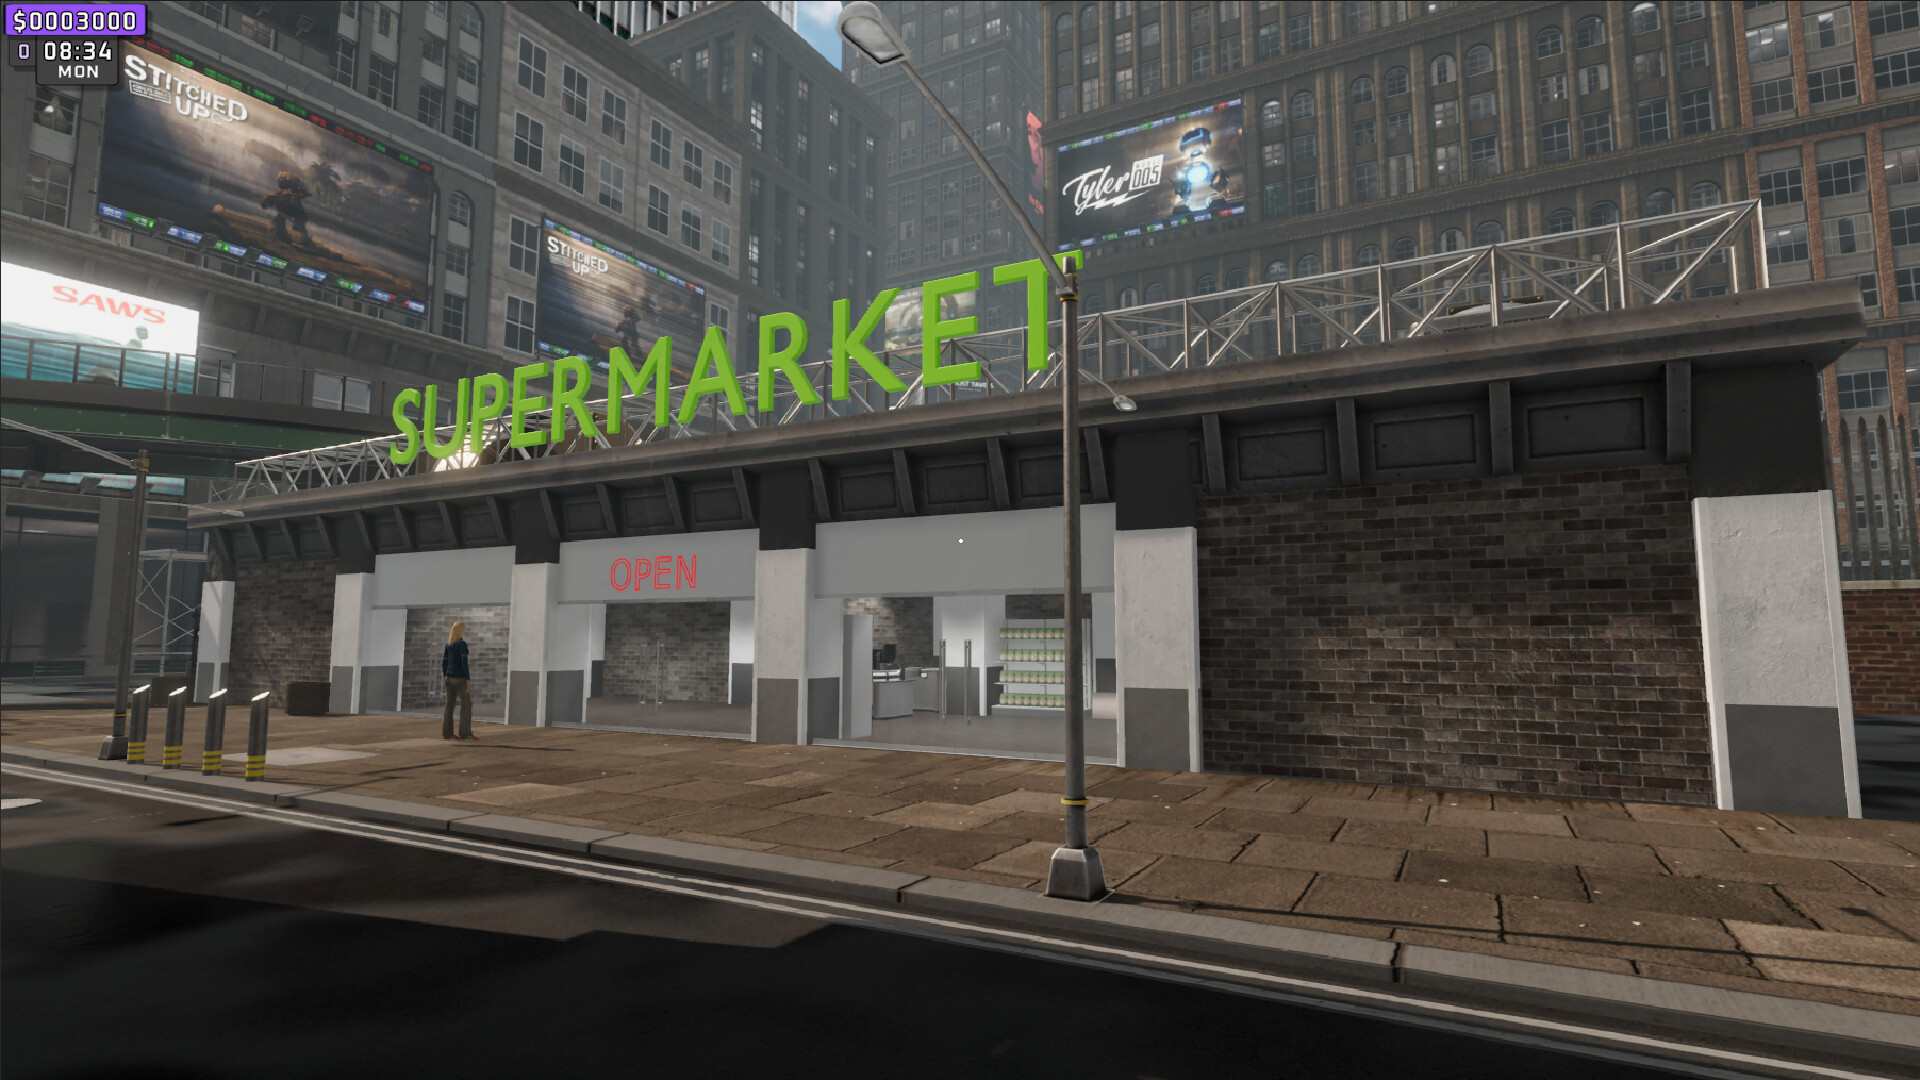 $0003000
0 08:34
MON
STITCHED
UP
STITCHED
UP
SAWS
Tyler
005
SUPERMARKET
OPEN